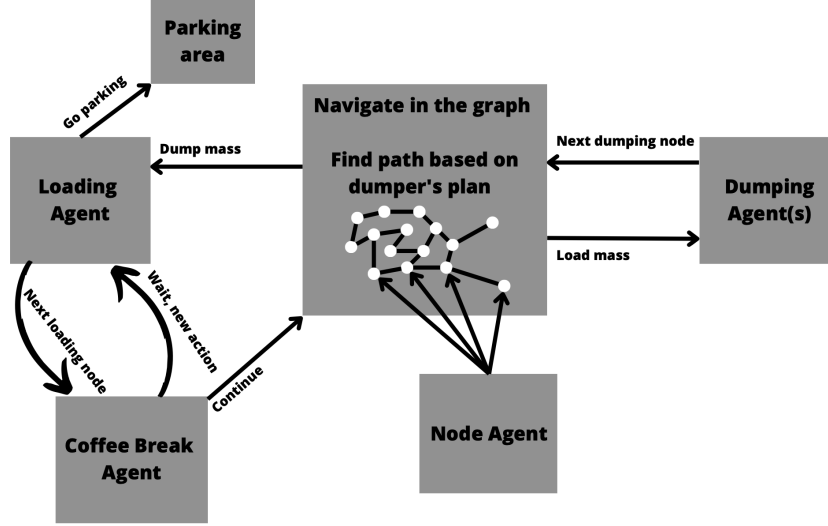 Parking
area
Go parking
Navigate in the graph
Find path based on
dumper's plan
Dump mass
Next dumping node
Loading
Agent
Dumping
Agent(s)
Load mass
Next loading node
Wait, new action
Continue
Coffee Break
Agent
Node Agent